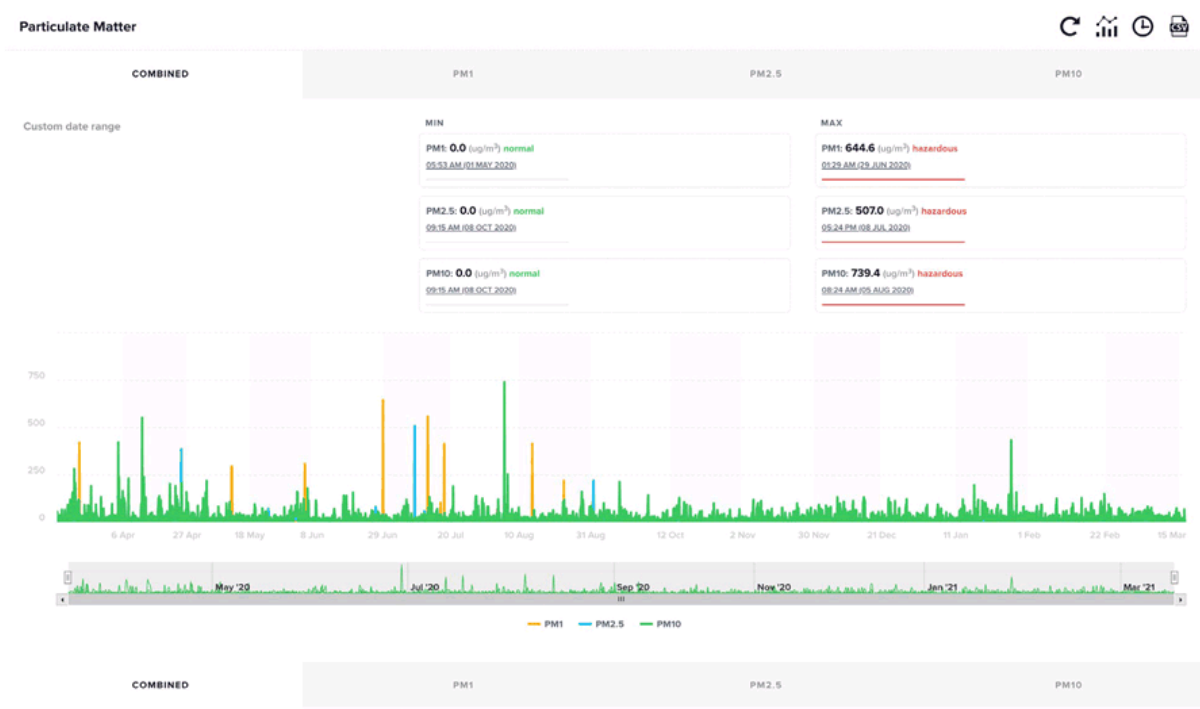 Particulate Matter
CSV
COMBINED
PM1
PM2.5
PM10
Custom date range
MIN
MAX
PM1: 0.0 (ug/m³) normal
05:53 AM (01 MAY 2020)
PM1: 644.6 (ug/m³) hazardous
01:29 AM (29 JUN 2020)
PM2.5: 0.0 (ug/m³) normal
09:15 AM (08 OCT 2020)
PM2.5: 507.0 (ug/m³) hazardous
05:24 PM (08 JUL 2020)
PM10: 0.0 (ug/m³) normal
09:15 AM (08 OCT 2020)
PM10: 739.4 (ug/m³) hazardous
08:24 AM (05 AUG 2020)
750
500
250
0
6 Apr
27 Apr
18 May
8 Jun
29 Jun
20 Jul
10 Aug
31 Aug
12 Oct
2 Nov
30 Nov
21 Dec
11 Jan
1 Feb
22 Feb
15 Mar
May '20
Jul '20
Sep '20
Nov '20
Jan '21
Mar '21
PM1
PM2.5
PM10
COMBINED
PM1
PM2.5
PM10